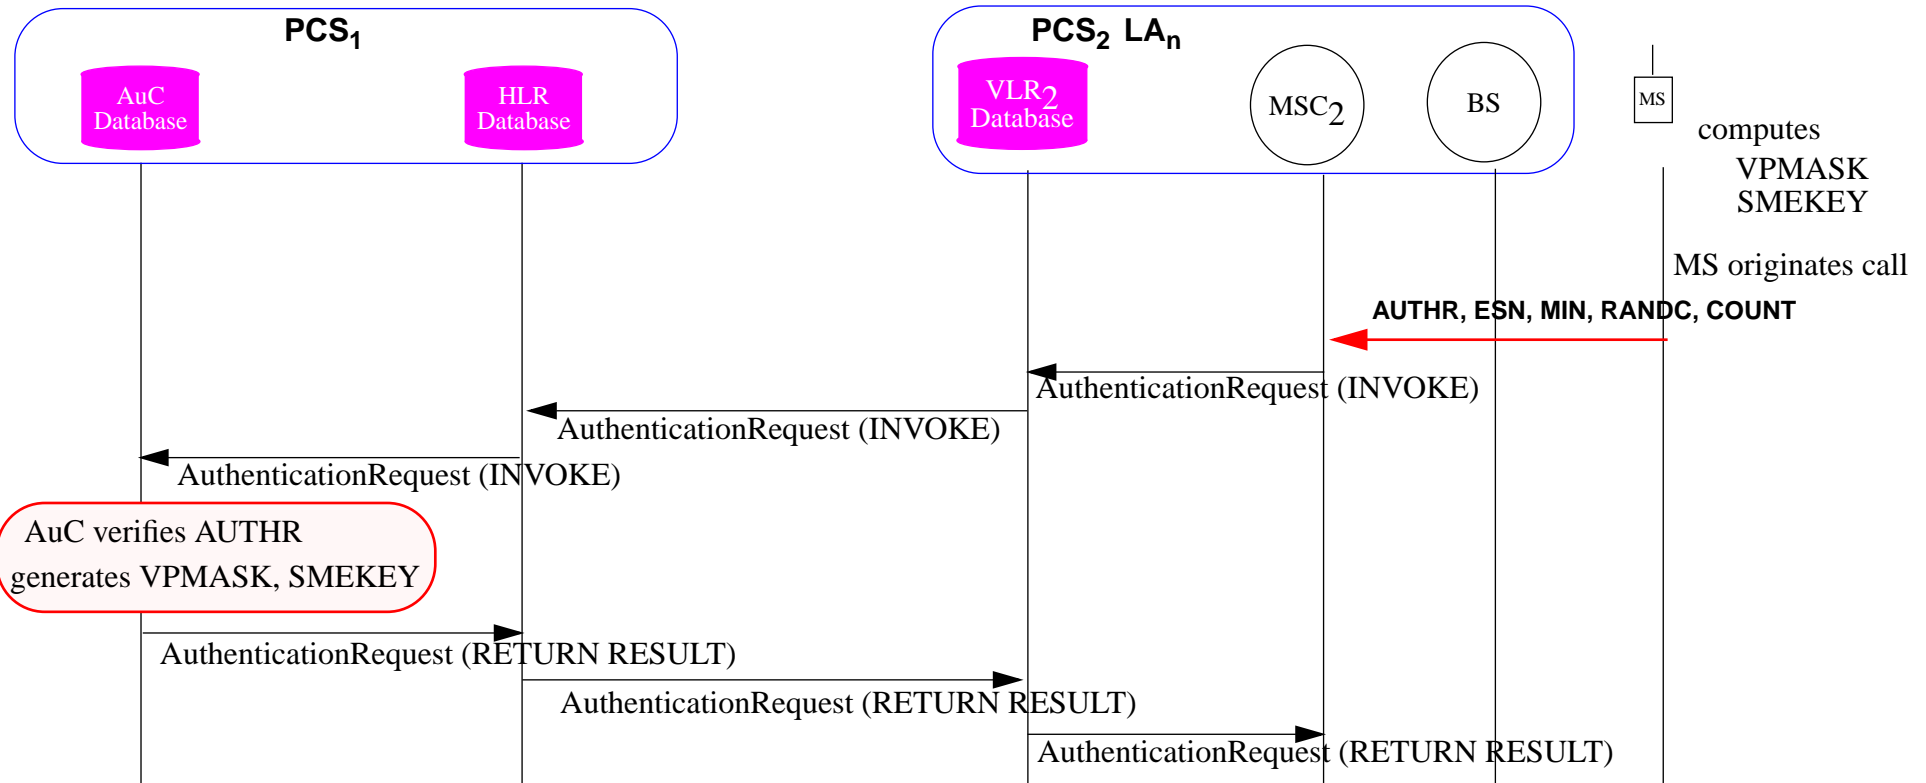 PCS1
PCS2 LAn
AuC
Database
HLR
Database
VLR2
Database
MSC2
BS
MS
computes
VPMASK
SMEKEY
MS originates call
AUTHR, ESN, MIN, RANDC, COUNT
AuthenticationRequest (INVOKE)
AuthenticationRequest (INVOKE)
AuthenticationRequest (INVOKE)
AuC verifies AUTHR
generates VPMASK, SMEKEY
AuthenticationRequest (RETURN RESULT)
AuthenticationRequest (RETURN RESULT)
AuthenticationRequest (RETURN RESULT)